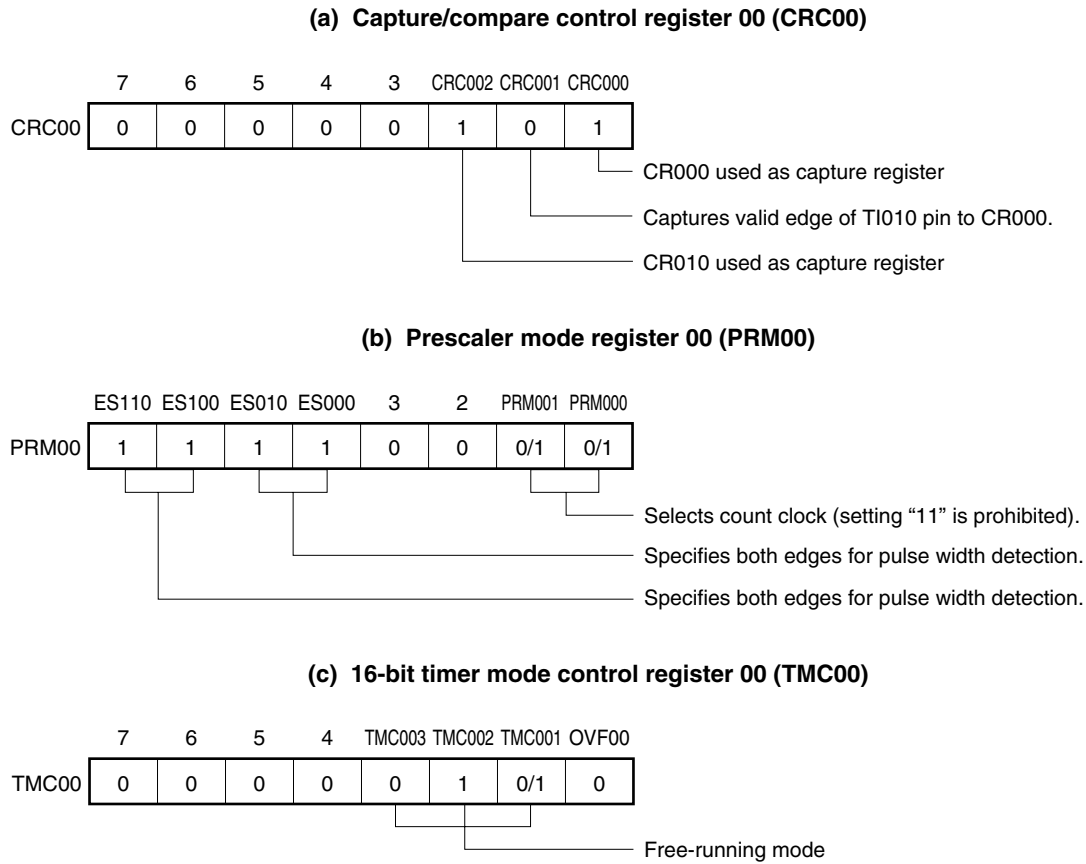 (a) Capture/compare control register 00 (CRC00)
7 6 5 4 3 CRC002 CRC001 CRC000
CRC00 0 0 0 0 0 1 0 1
CR000 used as capture register
Captures valid edge of TI010 pin to CR000.
CR010 used as capture register
(b) Prescaler mode register 00 (PRM00)
ES110 ES100 ES010 ES000 3 2 PRM001 PRM000
PRM00 1 1 1 1 0 0 0/1 0/1
Selects count clock (setting “11” is prohibited).
Specifies both edges for pulse width detection.
Specifies both edges for pulse width detection.
(c) 16-bit timer mode control register 00 (TMC00)
7 6 5 4 TMC003 TMC002 TMC001 OVF00
TMC00 0 0 0 0 0 1 0/1 0
Free-running mode